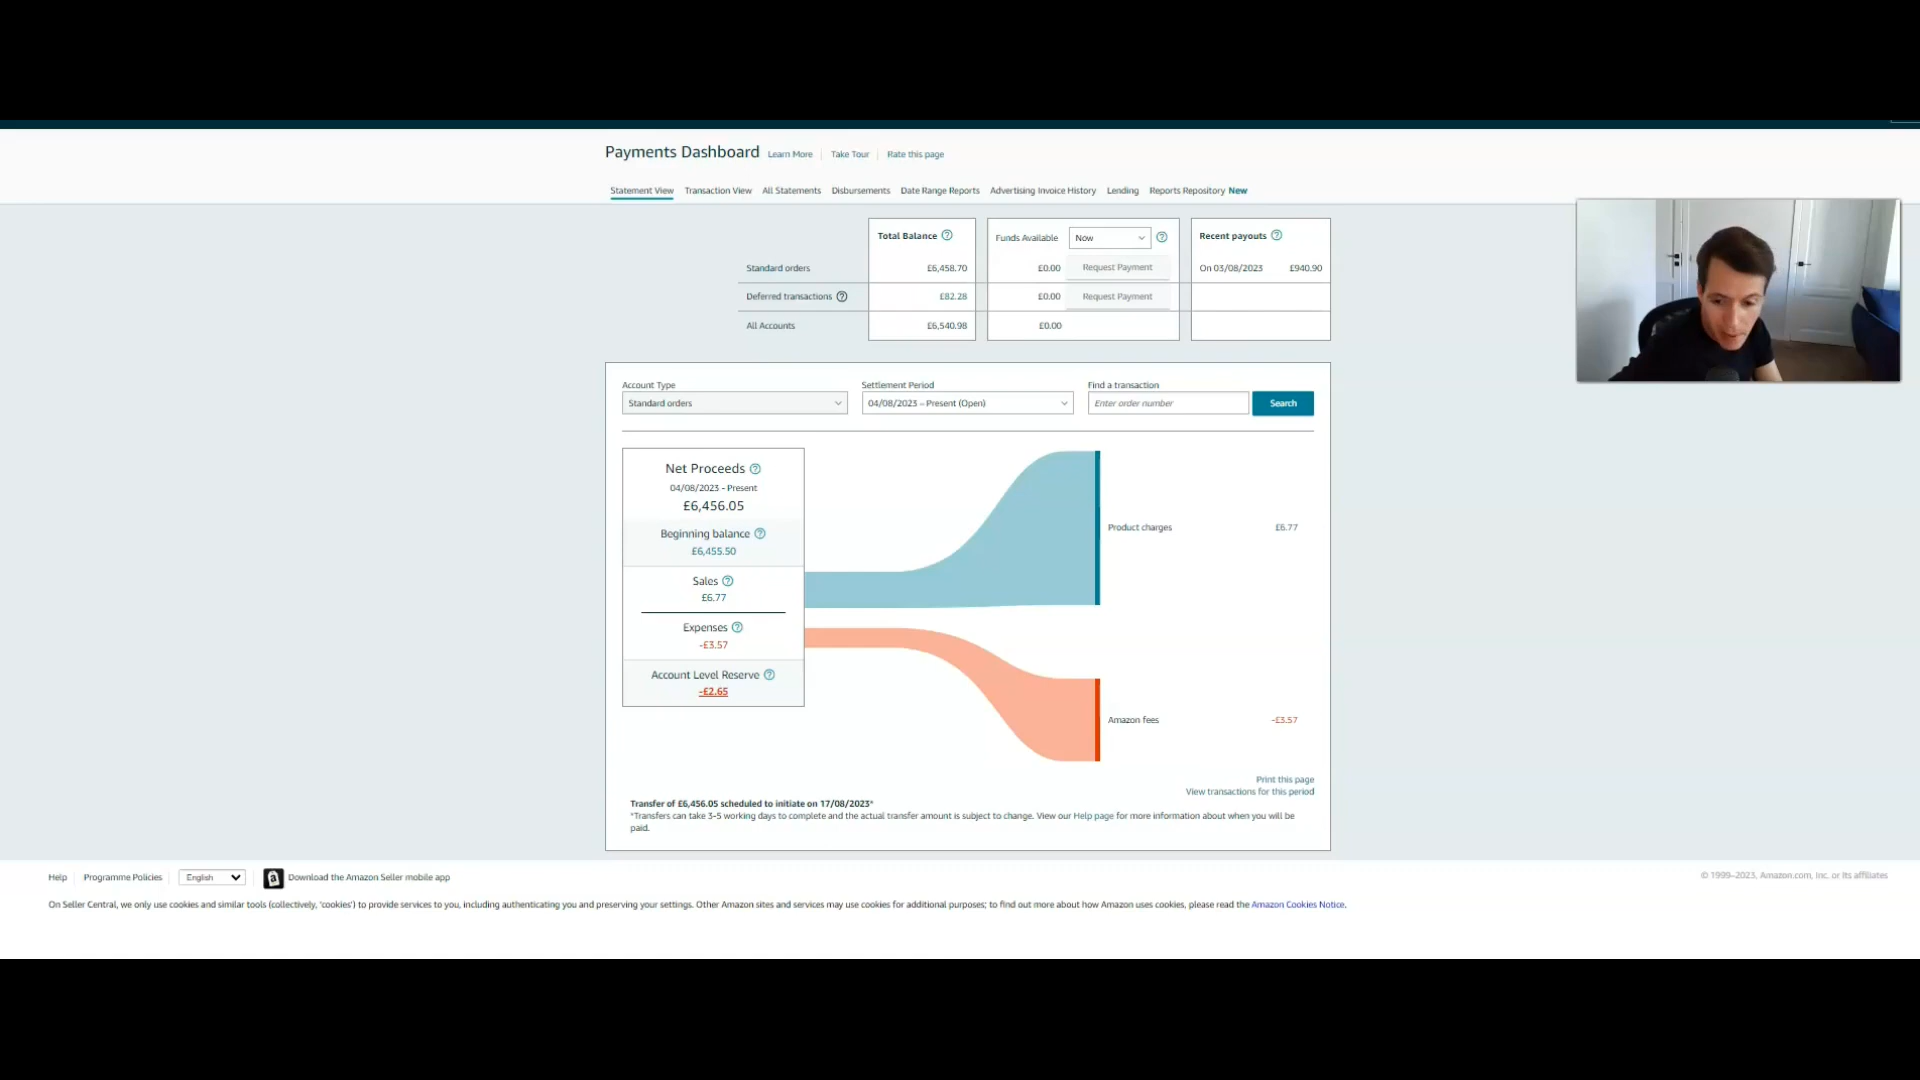 Payments Dashboard Learn More Take Tour Rate this page
Statement View Transaction View All Statements Disbursements Date Range Reports Advertising Invoice History Lending Reports Repository New
Total Balance Funds Available Now Recent payouts
Standard orders £6,458.70 £0.00 Request Payment On 03/08/2023 £940.90
Deferred transactions £82.28 £0.00 Request Payment
All Accounts £6,540.98 £0.00
Account Type Settlement Period Find a transaction
Standard orders 04/08/2023 – Present (Open) Enter order number Search
Net Proceeds
04/08/2023 - Present
£6,456.05
Beginning balance
£6,455.50
Sales
£6.77
Expenses
-£3.57
Account Level Reserve
-£2.65
Product charges £6.77
Amazon fees -£3.57
Print this page
View transactions for this period
Transfer of £6,456.05 scheduled to initiate on 17/08/2023*
*Transfers can take 3-5 working days to complete and the actual transfer amount is subject to change. View our Help page for more information about when you will be
paid.
Help Programme Policies English Download the Amazon Seller mobile app
© 1999-2023, Amazon.com, Inc. or its affiliates
On Seller Central, we only use cookies and similar tools (collectively, 'cookies') to provide services to you, including authenticating you and preserving your settings. Other Amazon sites and services may use cookies for additional purposes; to find out more about how Amazon uses cookies, please read the Amazon Cookies Notice.